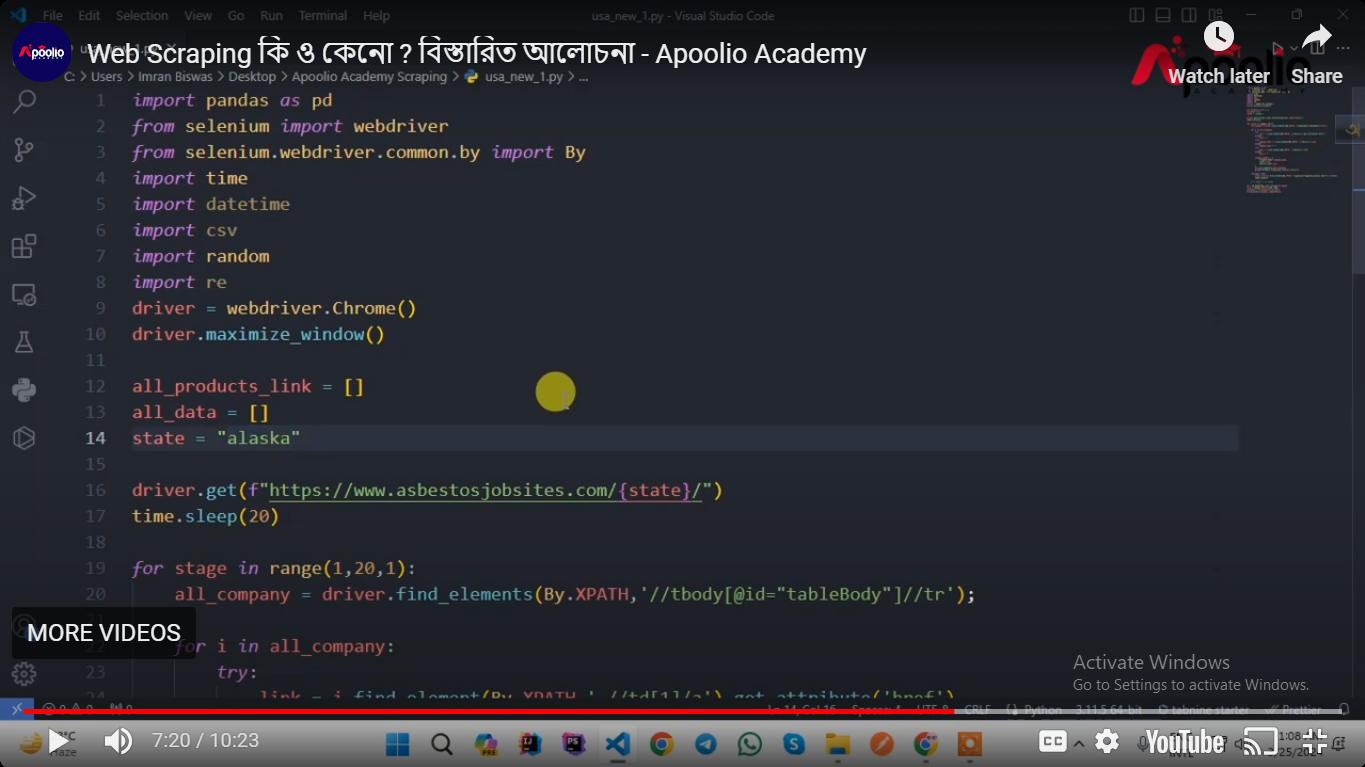 File Edit Selection View Go Run Terminal Help
usa_new_1.py - Visual Studio Code
Apoolio
Web Scraping কি ও কেনো ? বিস্তারিত আলোচনা - Apoolio Academy
Watch later Share
C: > Users > Imran Biswas > Desktop > Apoolio Academy Scraping > usa_new_1.py > ...
1 import pandas as pd
2 from selenium import webdriver
3 from selenium.webdriver.common.by import By
4 import time
5 import datetime
6 import csv
7 import random
8 import re
9 driver = webdriver.Chrome()
10 driver.maximize_window()
11
12 all_products_link = []
13 all_data = []
14 state = "alaska"
15
16 driver.get(f"https://www.asbestosjobsites.com/{state}/")
17 time.sleep(20)
18
19 for stage in range(1,20,1):
20 all_company = driver.find_elements(By.XPATH,'//tbody[@id="tableBody"]//tr');
MORE VIDEOS
22 for i in all_company:
23 try:
24 link = i.find_element(By.XPATH,'.//td[1]/a').get_attribute('href')
Activate Windows
Go to Settings to activate Windows.
Ln 14, Col 16 Spaces: 4 UTF-8 CRLF Python 3.11.5 64-bit tabnine starter Prettier
7:20 / 10:23
CC
YouTube